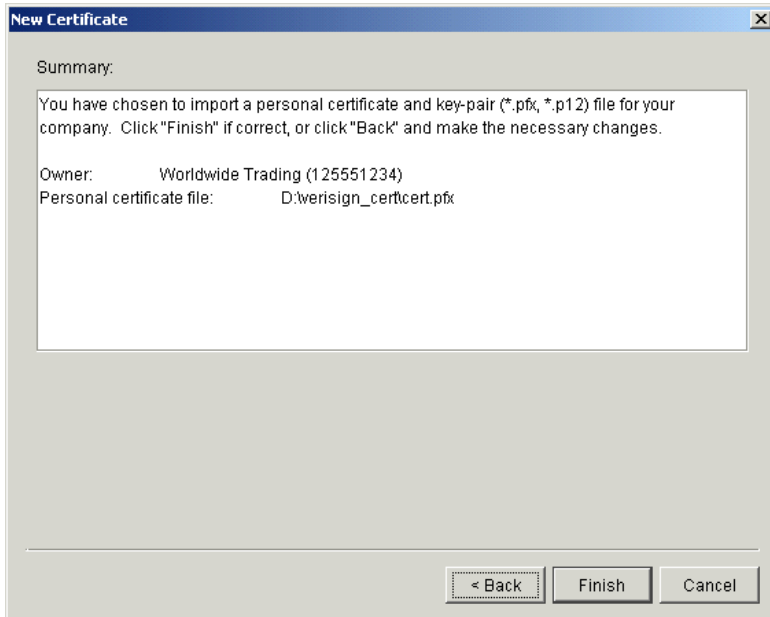 New Certificate
Summary:
You have chosen to import a personal certificate and key-pair (*.pfx, *.p12) file for your
company. Click "Finish" if correct, or click "Back" and make the necessary changes.
Owner: Worldwide Trading (125551234)
Personal certificate file: D:\verisign_cert\cert.pfx
< Back Finish Cancel